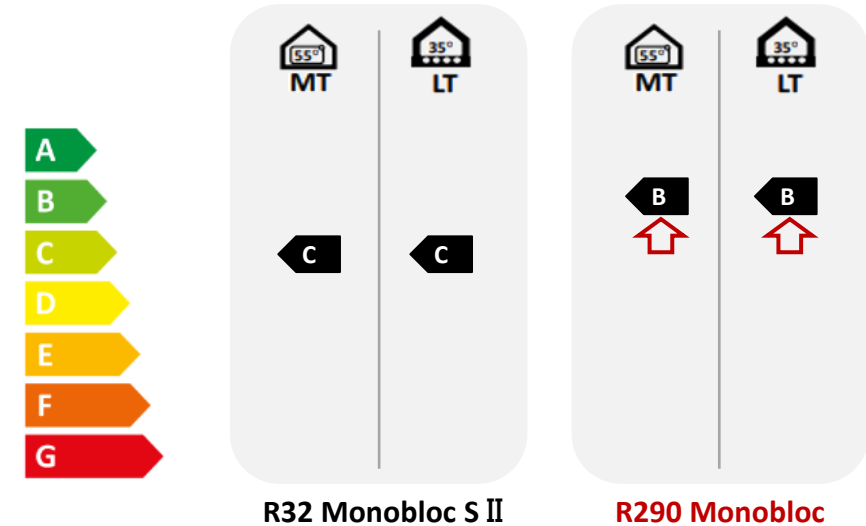 55° 35° 55° 35°
MT LT MT LT
A
B B B
C C C
D
E
F
G
R32 Monobloc S Ⅱ R290 Monobloc